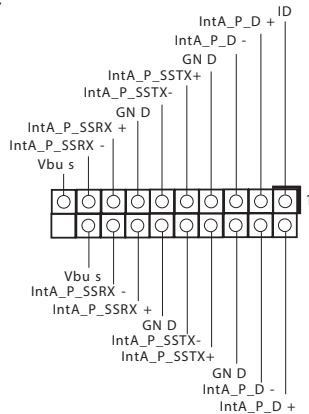 ID
IntA_P_D +
IntA_P_D -
GN D
IntA_P_SSTX+
IntA_P_SSTX-
GN D
IntA_P_SSRX +
IntA_P_SSRX -
Vbu s
1
Vbu s
IntA_P_SSRX -
IntA_P_SSRX +
GN D
IntA_P_SSTX-
IntA_P_SSTX+
GN D
IntA_P_D -
IntA_P_D +